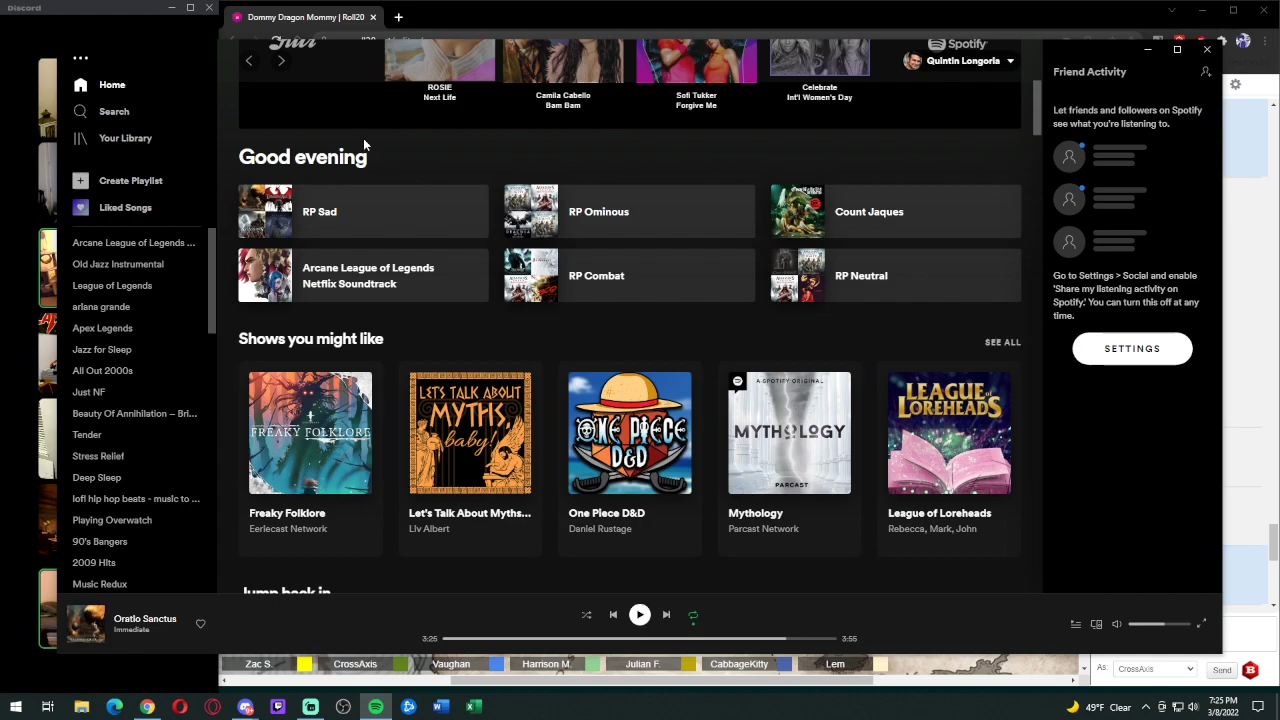 Discord
Dommy Dragon Mommy | Roll20
Spotify
Quintin Longoria
ROSIE
Next Life
Camila Cabello
Bam Bam
Sofi Tukker
Forgive Me
Celebrate
Int'l Women's Day
Home
Search
Your Library
Create Playlist
Liked Songs
Arcane League of Legends ...
Old Jazz Instrumental
League of Legends
ariana grande
Apex Legends
Jazz for Sleep
All Out 2000s
Just NF
Beauty Of Annihilation – Bri...
Tender
Stress Relief
Deep Sleep
lofi hip hop beats - music to ...
Playing Overwatch
90's Bangers
2009 Hits
Music Redux
Good evening
RP Sad
RP Ominous
Count Jaques
Arcane League of Legends
Netflix Soundtrack
RP Combat
RP Neutral
Shows you might like
SEE ALL
FREAKY FOLKLORE
LET'S TALK ABOUT
MYTHS,
baby!
ONE PIECE
D&D
A SPOTIFY ORIGINAL
MYTHOLOGY
PARCAST
LEAGUE of
LOREHEADS
Freaky Folklore
Eeriecast Network
Let's Talk About Myths...
Liv Albert
One Piece D&D
Daniel Rustage
Mythology
Parcast Network
League of Loreheads
Rebecca, Mark, John
Jump back in
Friend Activity
Let friends and followers on Spotify
see what you're listening to.
Go to Settings > Social and enable
'Share my listening activity on
Spotify.' You can turn this off at any
time.
SETTINGS
Oratio Sanctus
Immediate
3:25
3:55
Zac S.
CrossAxis
Vaughan
Harrison M.
Julian F.
CabbageKitty
Lem
As:
CrossAxis
Send
49°F Clear
7:25 PM
3/8/2022